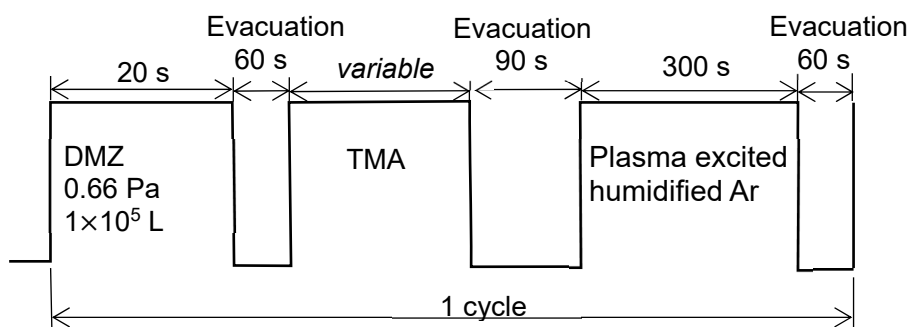 Evacuation
Evacuation
Evacuation
20 s
60 s
variable
90 s
300 s
60 s
DMZ
0.66 Pa
1×10⁵ L
TMA
Plasma excited
humidified Ar
1 cycle